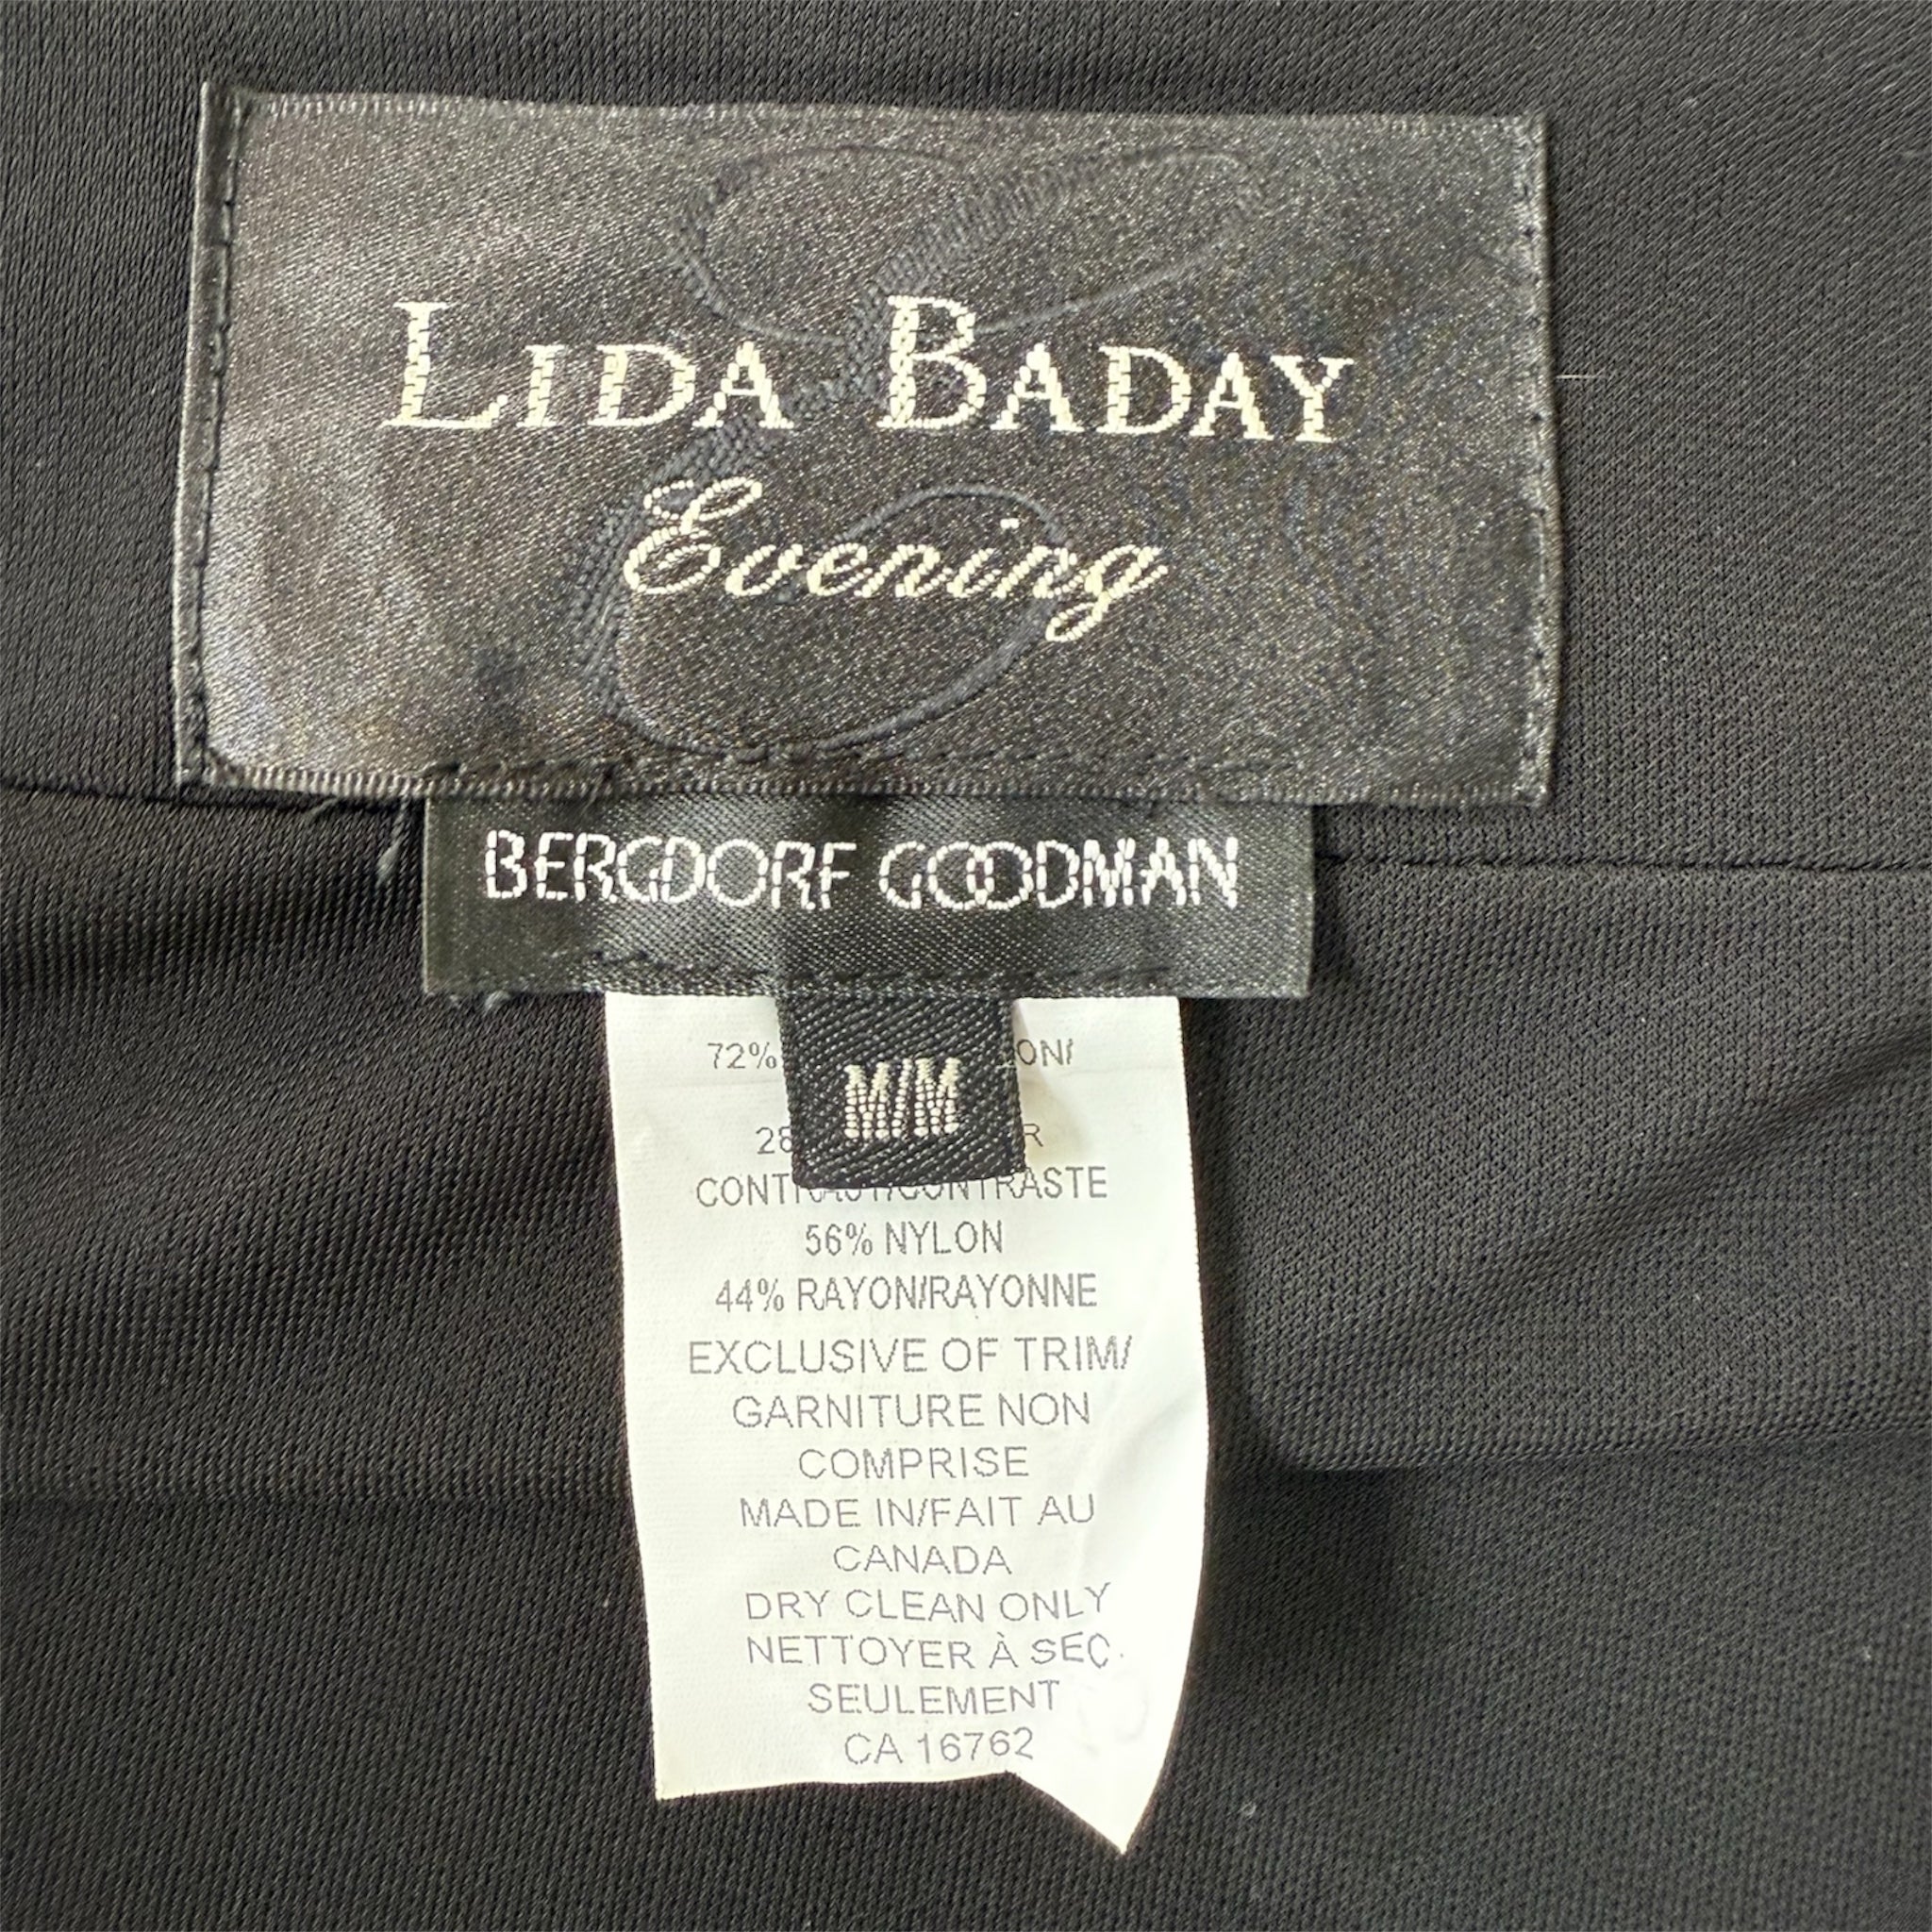 LIDA BADAY
Evening
BERGDORF GOODMAN
M/M
72%
CONTRAST/CONTRASTE
56% NYLON
44% RAYON/RAYONNE
EXCLUSIVE OF TRIM/
GARNITURE NON
COMPRISE
MADE IN/FAIT AU
CANADA
DRY CLEAN ONLY
NETTOYER À SEC
SEULEMENT
CA 16762